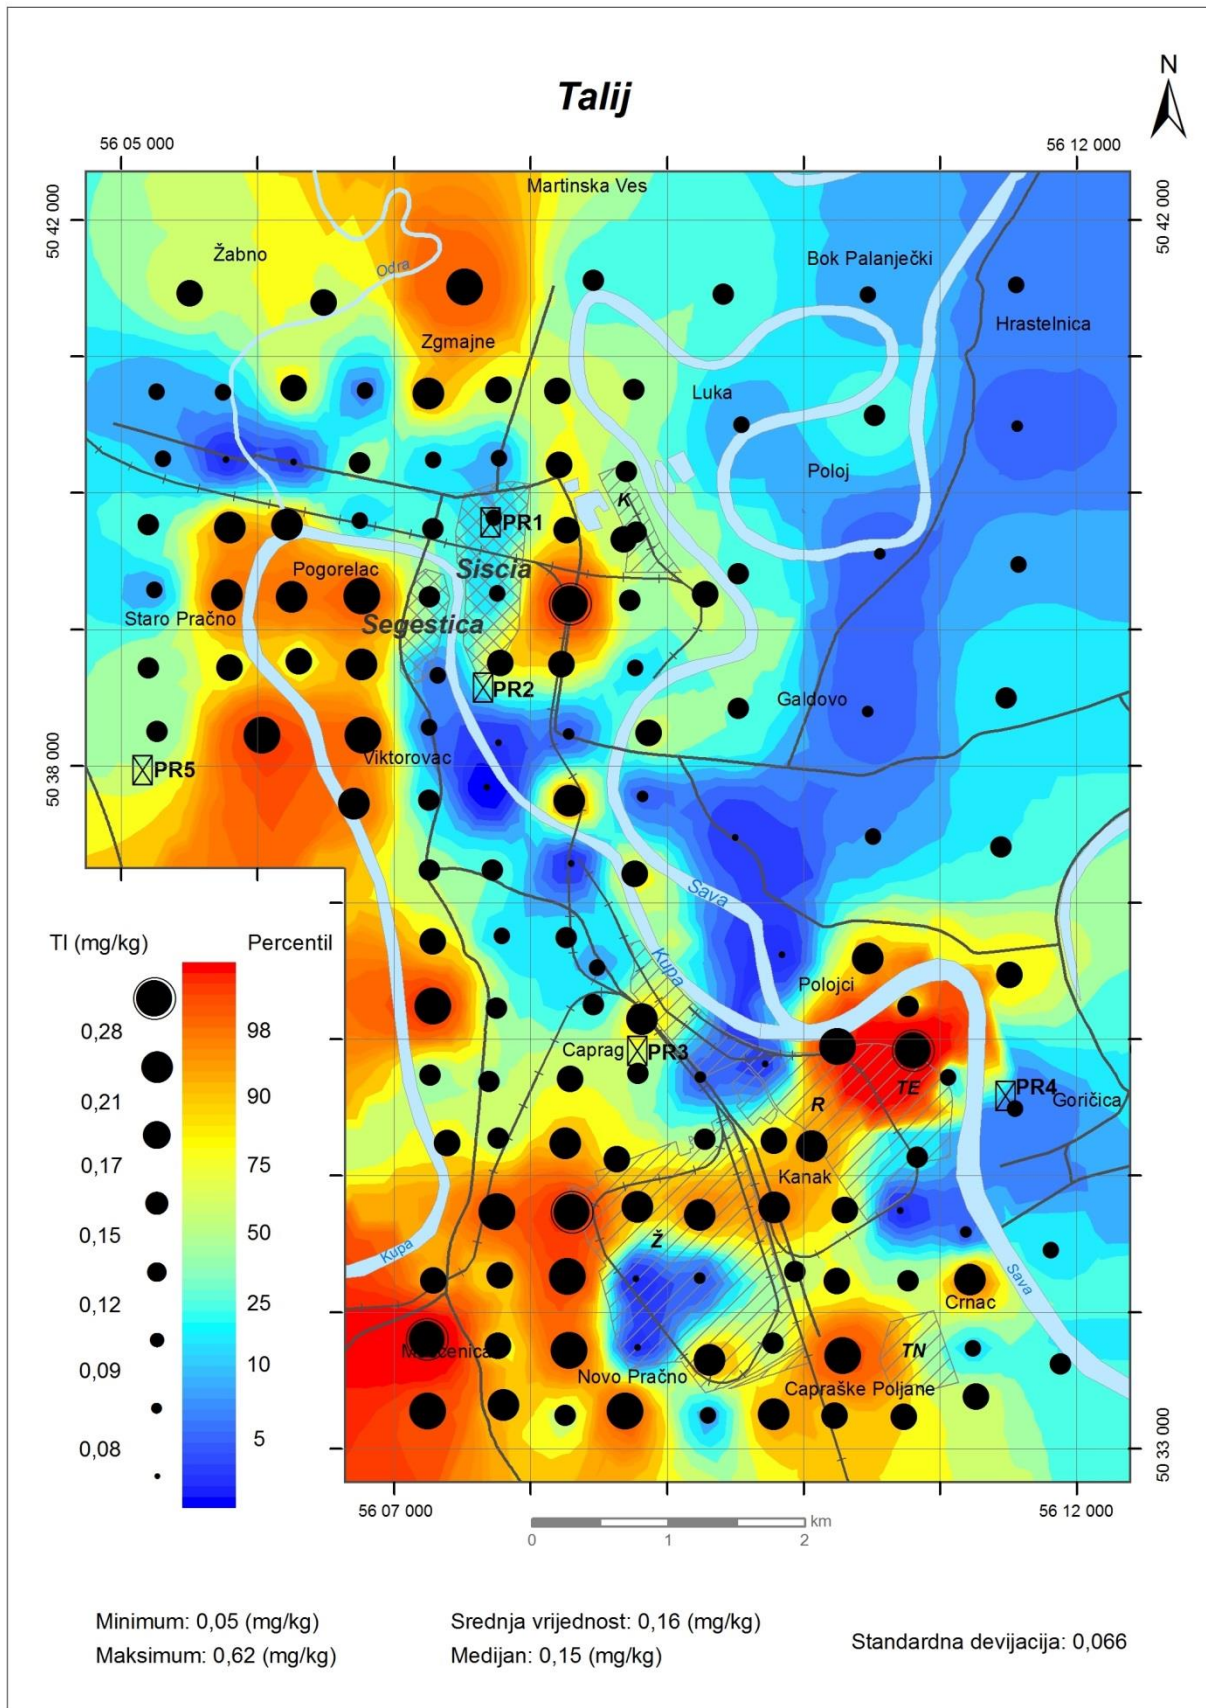 Talij
N
56 05 000
56 12 000
50 42 000
50 42 000
Martinska Ves
Žabno
Odra
Bok Palanječki
Hrastelnica
Zgmajne
Luka
Poloj
K
PR1
Siscia
Pogorelac
Segestica
Staro Pračno
PR2
Galdovo
Viktorovac
PR5
50 38 000
50 38 000
Sava
Kupa
Polojci
Caprag
PR3
TE
PR4
Goričica
R
Kanak
Ž
Kupa
Sava
Crnac
TN
Novo Pračno
Capraške Poljane
50 33 000
Tl (mg/kg)
Percentil
0,28
98
0,21
90
0,17
75
0,15
50
0,12
25
0,09
10
0,08
5
56 07 000
56 12 000
km
0
1
2
Minimum: 0,05 (mg/kg)
Srednja vrijednost: 0,16 (mg/kg)
Maksimum: 0,62 (mg/kg)
Medijan: 0,15 (mg/kg)
Standardna devijacija: 0,066